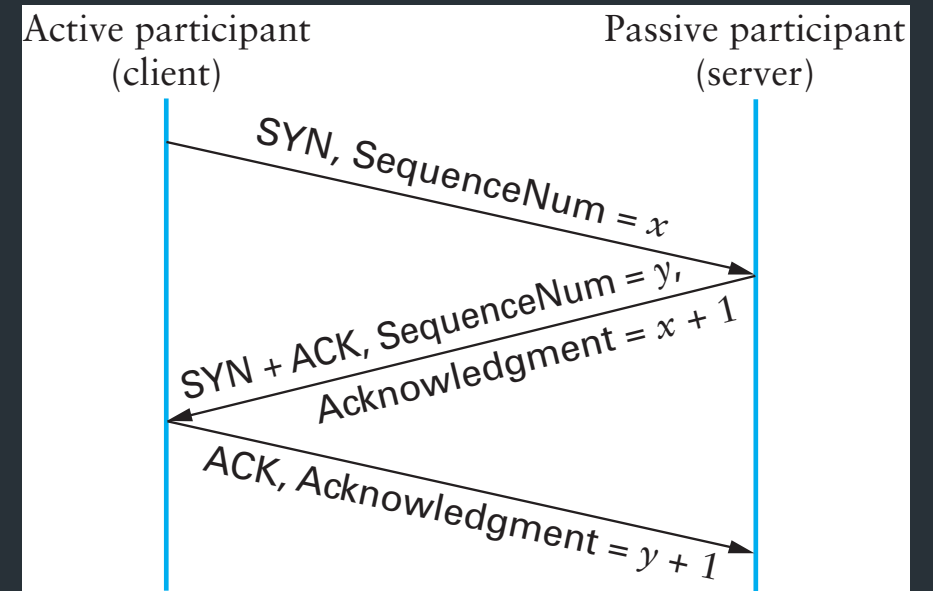 Active participant
(client)
Passive participant
(server)
SYN, SequenceNum = x
SYN + ACK, SequenceNum = y,
Acknowledgment = x + 1
ACK, Acknowledgment = y + 1